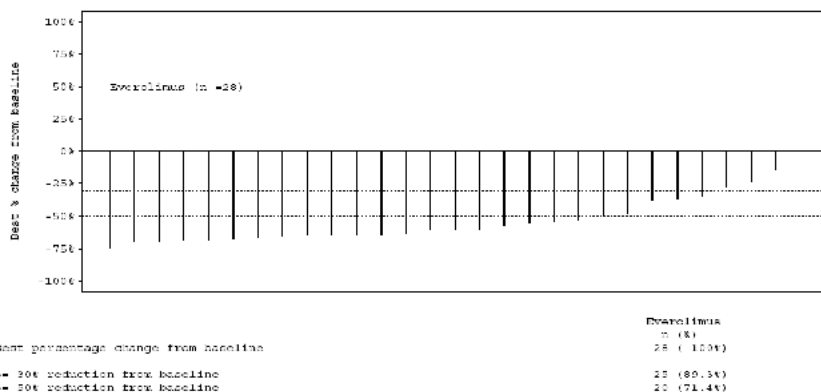 100%
75%
50%
Everolimus (n =28)
25%
0%
-25%
-50%
-75%
-100%
Best % change from baseline
Everolimus
n (%)
Best percentage change from baseline 28 ( 100%)
>= 30% reduction from baseline 25 (89.3%)
>= 50% reduction from baseline 20 (71.4%)